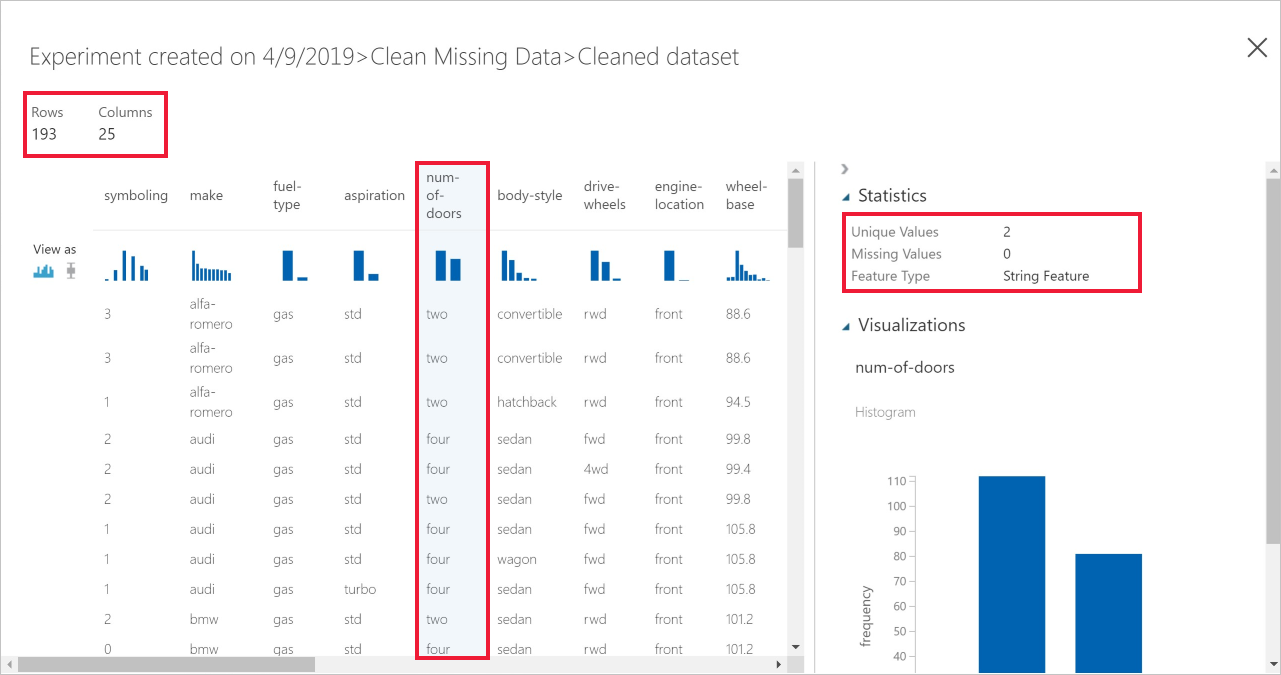 Experiment created on 4/9/2019>Clean Missing Data>Cleaned dataset
Rows Columns
193 25
symboling make fuel-type aspiration num-of-doors body-style drive-wheels engine-location wheel-base
View as
3 alfa-romero gas std two convertible rwd front 88.6
3 alfa-romero gas std two convertible rwd front 88.6
1 alfa-romero gas std two hatchback rwd front 94.5
2 audi gas std four sedan fwd front 99.8
2 audi gas std four sedan 4wd front 99.4
2 audi gas std two sedan fwd front 99.8
1 audi gas std four sedan fwd front 105.8
1 audi gas std four wagon fwd front 105.8
1 audi gas turbo four sedan fwd front 105.8
2 bmw gas std two sedan rwd front 101.2
0 bmw gas std four sedan rwd front 101.2
Statistics
Unique Values 2
Missing Values 0
Feature Type String Feature
Visualizations
num-of-doors
Histogram
110
100
90
80
70
60
50
40
frequency